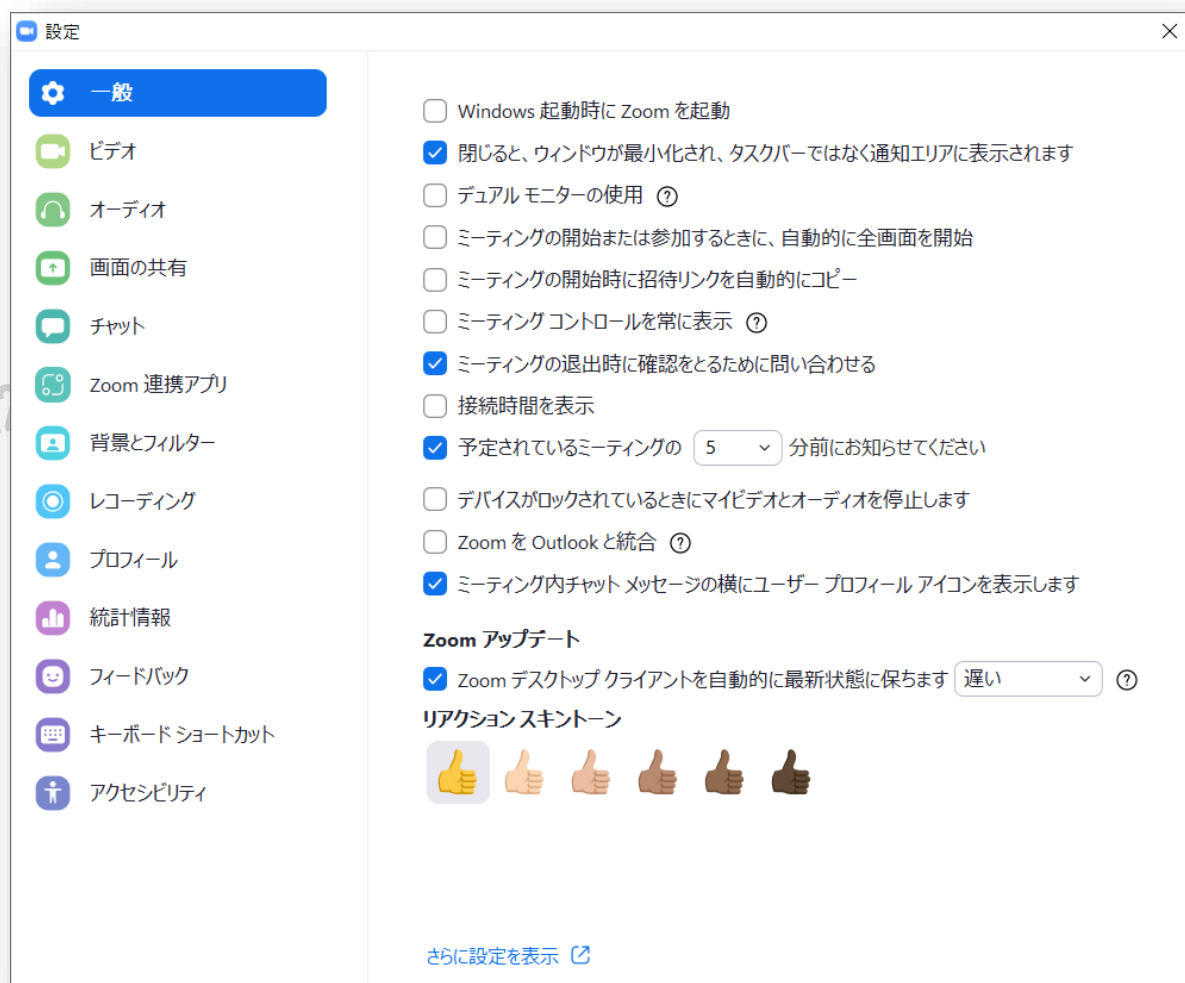 設定
一般
ビデオ
オーディオ
画面の共有
チャット
Zoom 連携アプリ
背景とフィルター
レコーディング
プロフィール
統計情報
フィードバック
キーボード ショートカット
アクセシビリティ
Windows 起動時に Zoom を起動
閉じると、ウィンドウが最小化され、タスクバーではなく通知エリアに表示されます
デュアル モニターの使用 ?
ミーティングの開始または参加するときに、自動的に全画面を開始
ミーティングの開始時に招待リンクを自動的にコピー
ミーティング コントロールを常に表示 ?
ミーティングの退出時に確認をとるために問い合わせる
接続時間を表示
予定されているミーティングの 5 分前にお知らせてください
デバイスがロックされているときにマイビデオとオーディオを停止します
Zoom を Outlook と統合 ?
ミーティング内チャット メッセージの横にユーザー プロフィール アイコンを表示します
Zoom アップデート
Zoom デスクトップ クライアントを自動的に最新状態に保ちます 遅い ?
リアクション スキントーン
さらに設定を表示